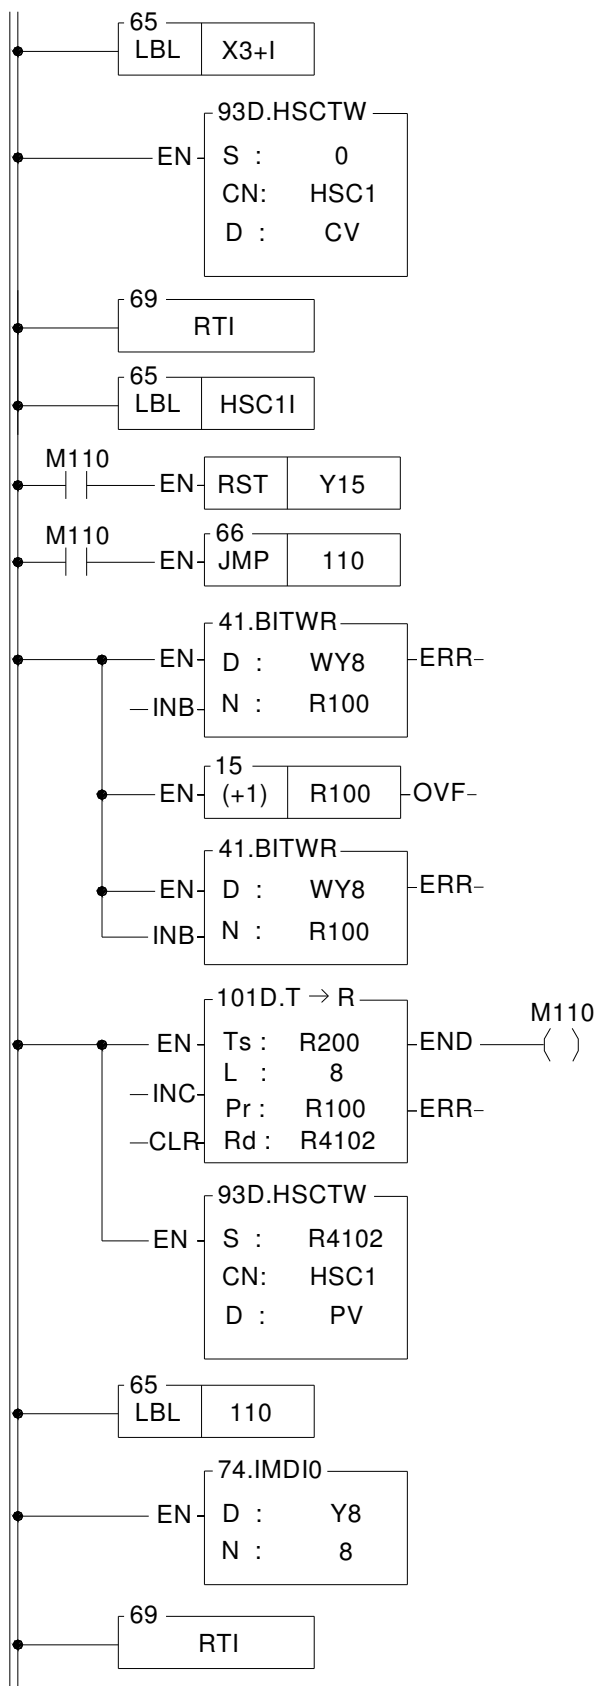 65
LBL X3+I
93D.HSCTW
EN S : 0
CN: HSC1
D : CV
69
RTI
65
LBL HSC1I
M110
EN RST Y15
M110
66
EN JMP 110
41.BITWR
EN D : WY8 ERR
INB N : R100
15
EN (+1) R100 OVF
41.BITWR
EN D : WY8 ERR
INB N : R100
101D.T → R
M110
EN Ts : R200 END
L : 8
INC
Pr : R100 ERR
CLR Rd : R4102
93D.HSCTW
EN S : R4102
CN: HSC1
D : PV
65
LBL 110
74.IMDI0
EN D : Y8
N : 8
69
RTI